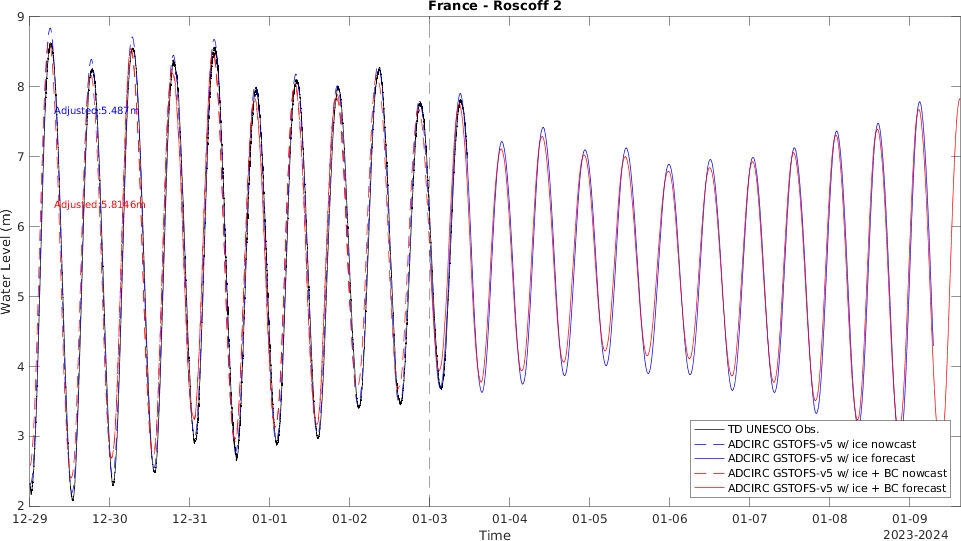 France - Roscoff 2
9
8
7
6
5
4
3
2
Water Level (m)
Adjusted:5.487m
Adjusted:5.8146m
TD UNESCO Obs.
ADCIRC GSTOFS-v5 w/ ice nowcast
ADCIRC GSTOFS-v5 w/ ice forecast
ADCIRC GSTOFS-v5 w/ ice + BC nowcast
ADCIRC GSTOFS-v5 w/ ice + BC forecast
12-29 12-30 12-31 01-01 01-02 01-03 01-04 01-05 01-06 01-07 01-08 01-09
Time
2023-2024